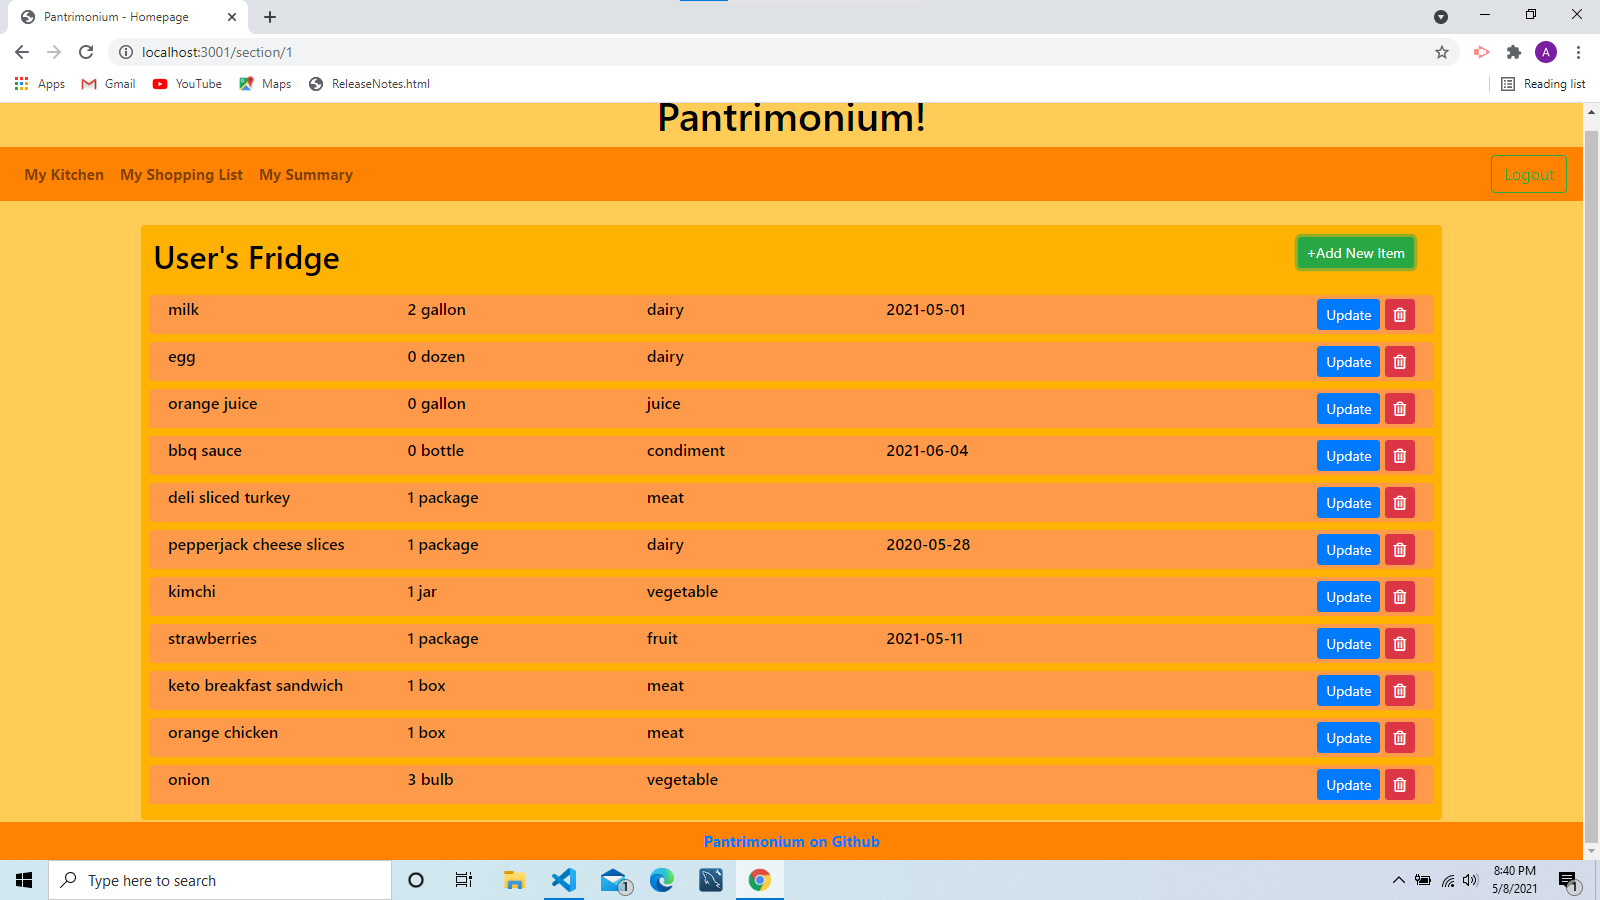 Pantrimonium - Homepage
localhost:3001/section/1
A
Apps Gmail YouTube Maps ReleaseNotes.html Reading list
Pantrimonium!
My Kitchen My Shopping List My Summary Logout
User's Fridge +Add New Item
milk 2 gallon dairy 2021-05-01 Update
egg 0 dozen dairy Update
orange juice 0 gallon juice Update
bbq sauce 0 bottle condiment 2021-06-04 Update
deli sliced turkey 1 package meat Update
pepperjack cheese slices 1 package dairy 2020-05-28 Update
kimchi 1 jar vegetable Update
strawberries 1 package fruit 2021-05-11 Update
keto breakfast sandwich 1 box meat Update
orange chicken 1 box meat Update
onion 3 bulb vegetable Update
Pantrimonium on Github
Type here to search
1
8:40 PM
5/8/2021
1